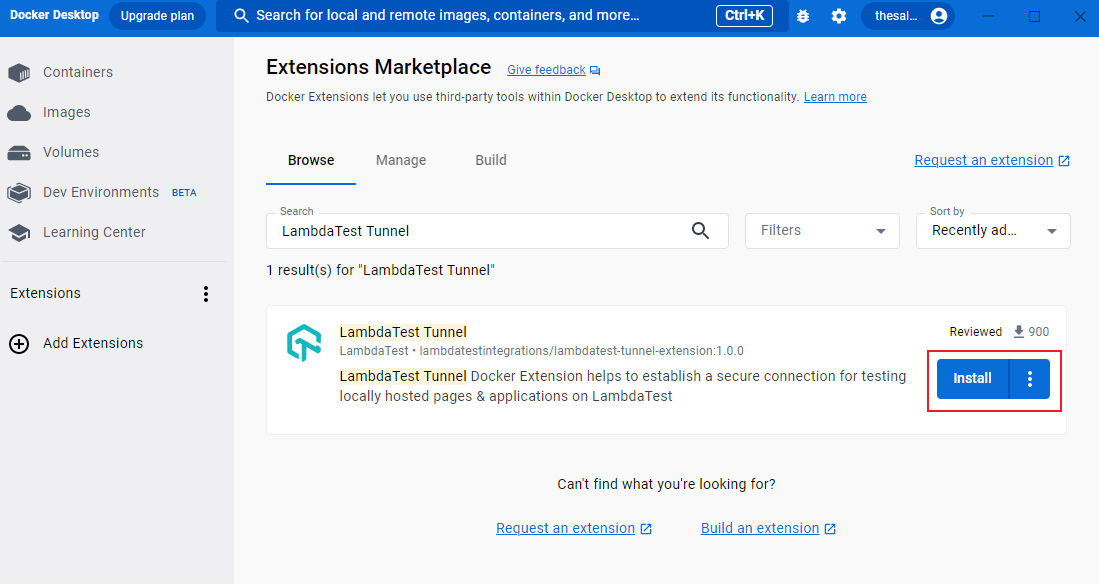 Docker Desktop Upgrade plan Search for local and remote images, containers, and more... Ctrl+K thesal...
Containers
Images
Volumes
Dev Environments BETA
Learning Center
Extensions
Add Extensions
Extensions Marketplace Give feedback
Docker Extensions let you use third-party tools within Docker Desktop to extend its functionality. Learn more
Browse Manage Build Request an extension
Search
LambdaTest Tunnel
Filters
Sort by
Recently ad...
1 result(s) for "LambdaTest Tunnel"
LambdaTest Tunnel
LambdaTest • lambdatestintegrations/lambdatest-tunnel-extension:1.0.0
LambdaTest Tunnel Docker Extension helps to establish a secure connection for testing
locally hosted pages & applications on LambdaTest
Reviewed 900
Install
Can't find what you're looking for?
Request an extension Build an extension